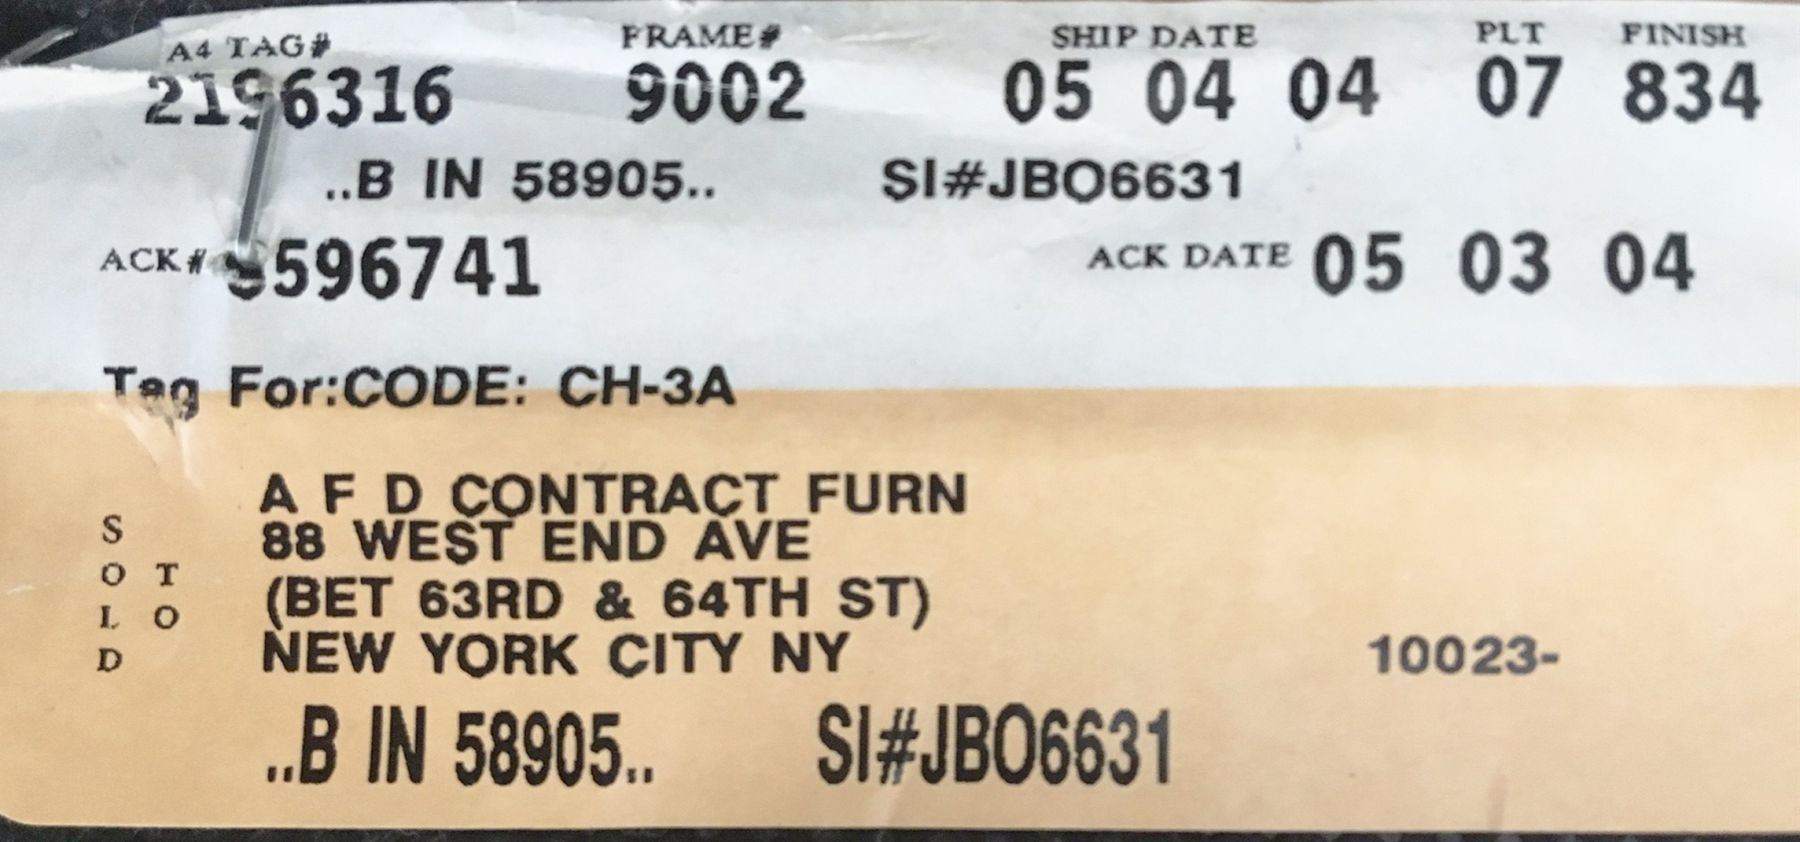 A4 TAG# FRAME# SHIP DATE PLT FINISH
2196316 9002 05 04 04 07 834
..B IN 58905.. SI#JBO6631
ACK# ACK DATE 05 03 04
Tag For:CODE: CH-3A
SOLD TO
A F D CONTRACT FURN
88 WEST END AVE
(BET 63RD & 64TH ST)
NEW YORK CITY NY 10023-
..B IN 58905.. SI#JBO6631